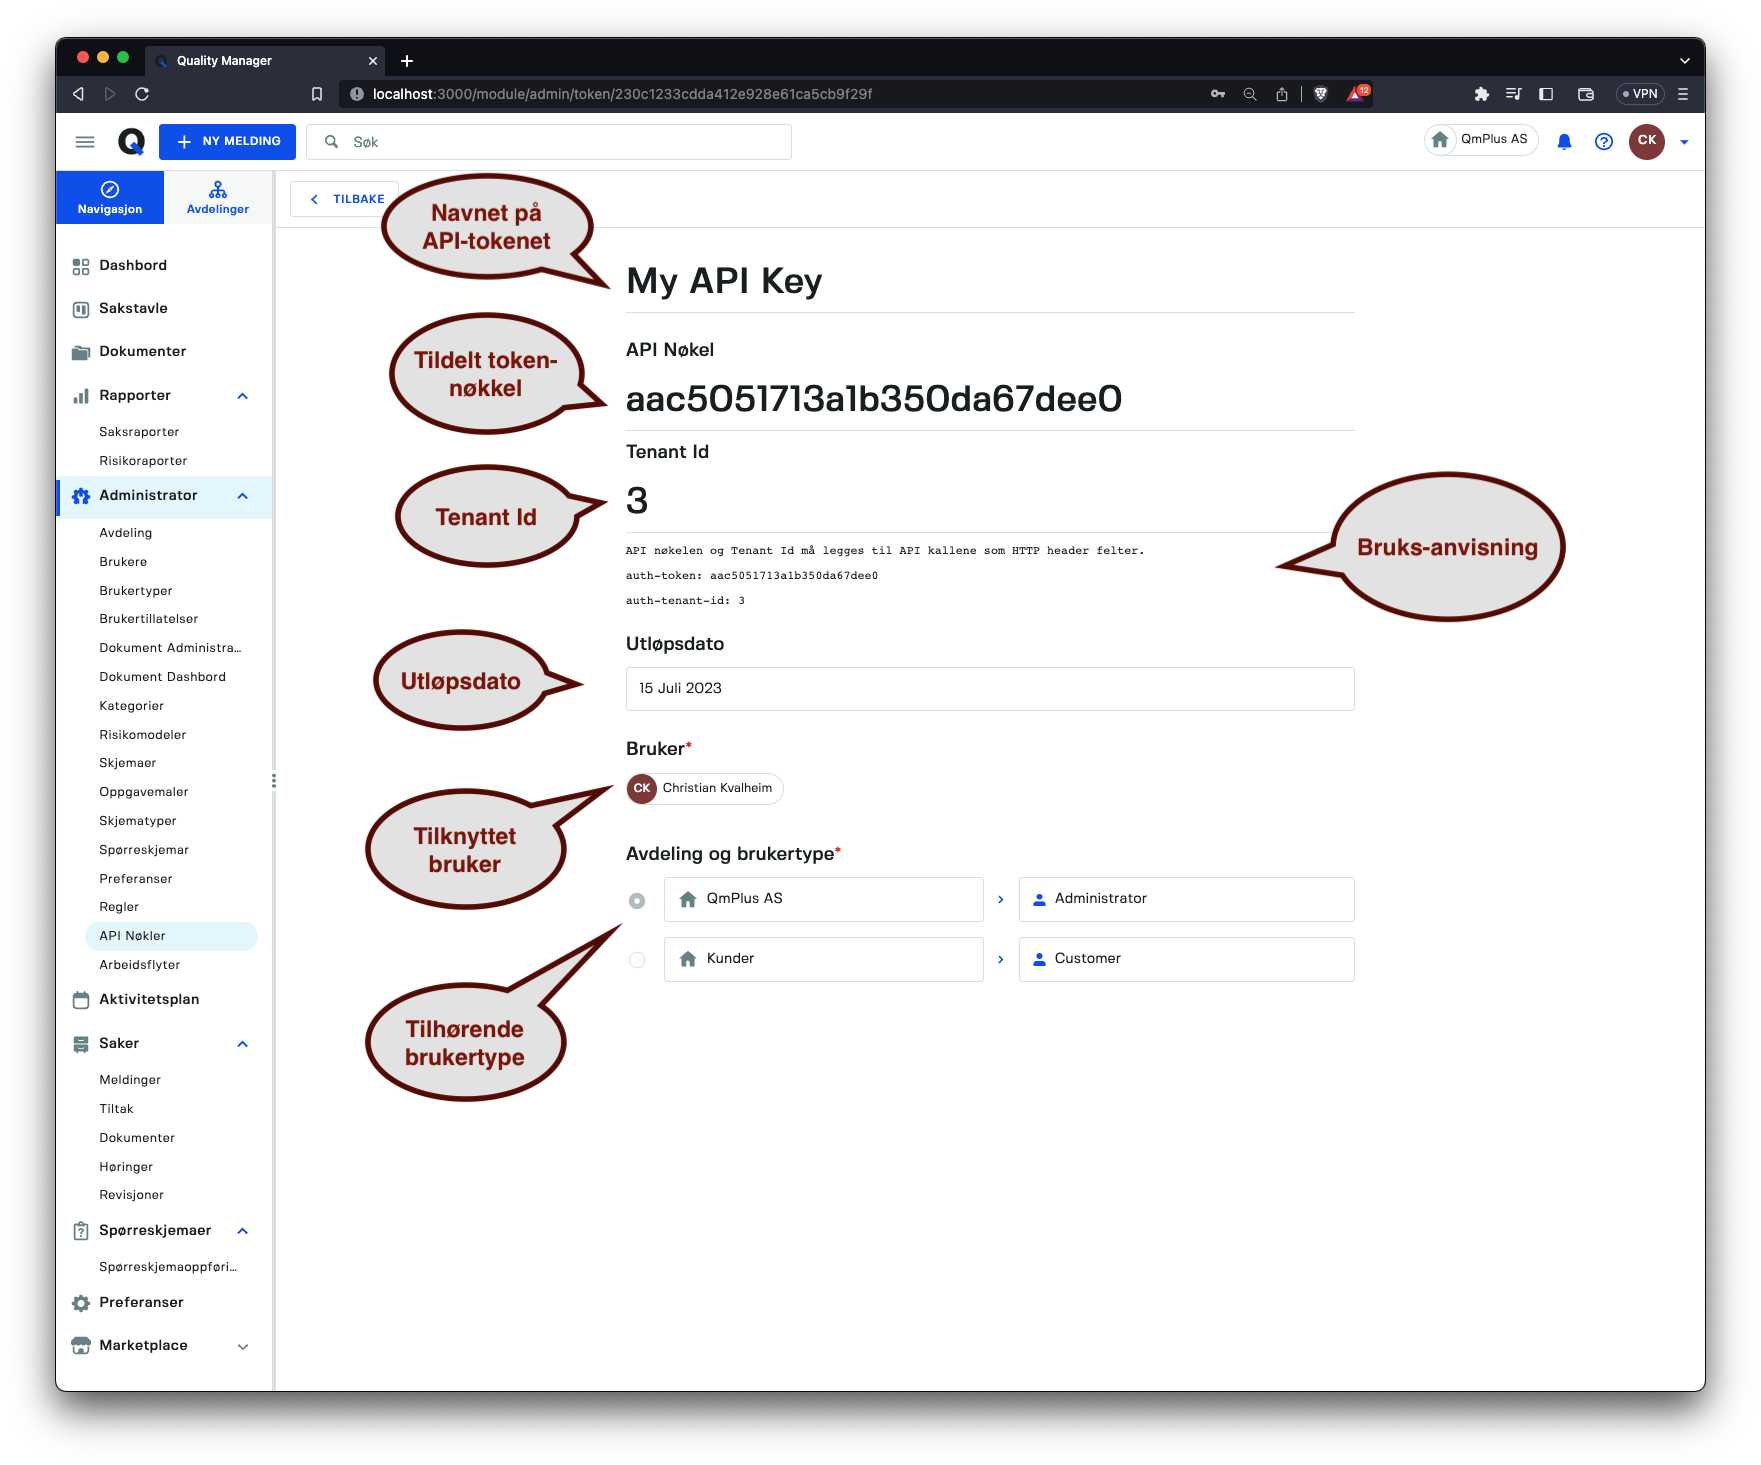 Quality Manager
localhost:3000/module/admin/token/230c1233cdda412e928e61ca5cb9f29f
12
VPN
NY MELDING
Søk
QmPlus AS
CK
Navigasjon
Avdelinger
TILBAKE
Dashbord
Sakstavle
Dokumenter
Rapporter
Saksraporter
Risikoraporter
Administrator
Avdeling
Brukere
Brukertyper
Brukertillatelser
Dokument Administra...
Dokument Dashbord
Kategorier
Risikomodeler
Skjemaer
Oppgavemaler
Skjematyper
Spørreskjemar
Preferanser
Regler
API Nøkler
Arbeidsflyter
Aktivitetsplan
Saker
Meldinger
Tiltak
Dokumenter
Høringer
Revisjoner
Spørreskjemaer
Spørreskjemaoppføri...
Preferanser
Marketplace
Navnet på
API-tokenet
My API Key
API Nøkel
Tildelt token-
nøkkel
aac5051713a1b350da67dee0
Tenant Id
Tenant Id
3
Bruks-anvisning
API nøkelen og Tenant Id må legges til API kallene som HTTP header felter.
auth-token: aac5051713a1b350da67dee0
auth-tenant-id: 3
Utløpsdato
Utløpsdato
15 Juli 2023
Bruker*
CK Christian Kvalheim
Tilknyttet
bruker
Avdeling og brukertype*
QmPlus AS
Administrator
Kunder
Customer
Tilhørende
brukertype